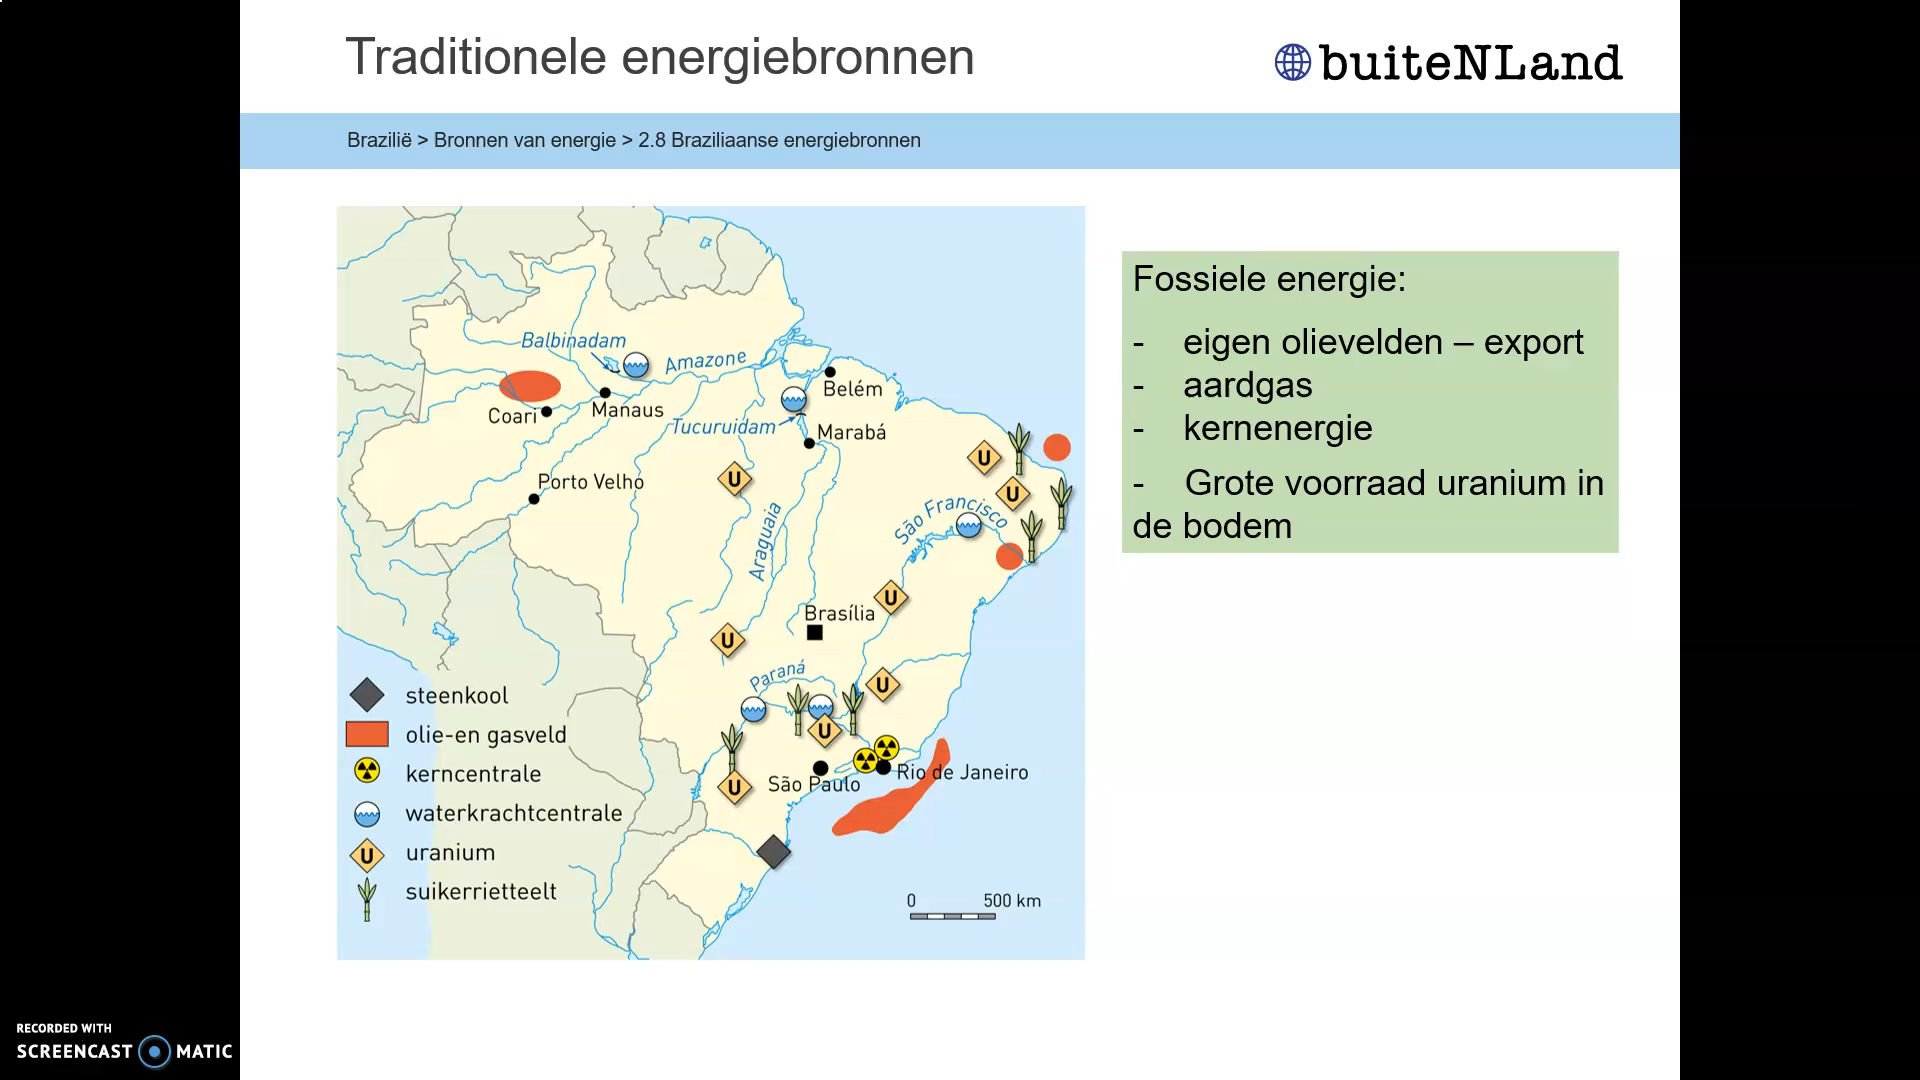 Traditionele energiebronnen
buiteNLand
Brazilië > Bronnen van energie > 2.8 Braziliaanse energiebronnen
Balbinadam
Amazone
Coari
Manaus
Belém
Tucuruidam
Marabá
Porto Velho
São Francisco
Araguaia
U
U
U
U
U
U
U
U
Brasília
Paraná
São Paulo
Rio de Janeiro
steenkool
olie-en gasveld
kerncentrale
waterkrachtcentrale
U uranium
suikerrietteelt
0 500 km
Fossiele energie:
- eigen olievelden – export
- aardgas
- kernenergie
- Grote voorraad uranium in
de bodem
RECORDED WITH
SCREENCAST MATIC